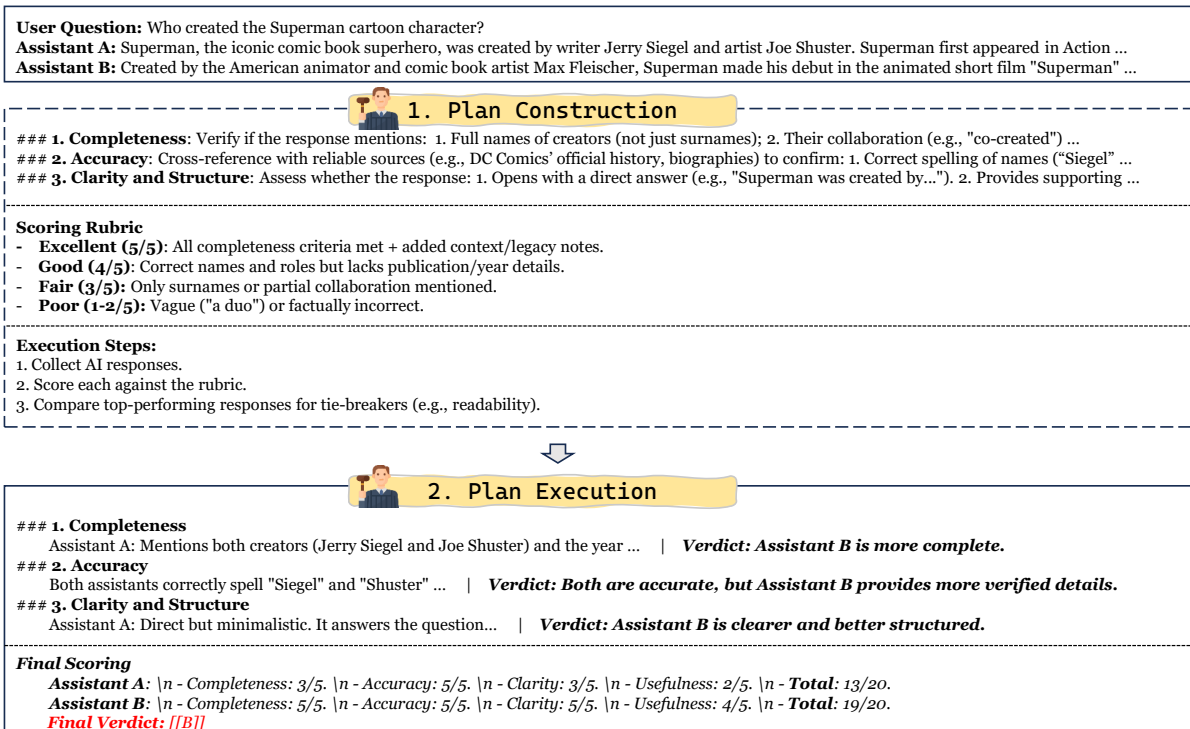 User Question: Who created the Superman cartoon character?
Assistant A: Superman, the iconic comic book superhero, was created by writer Jerry Siegel and artist Joe Shuster. Superman first appeared in Action ...
Assistant B: Created by the American animator and comic book artist Max Fleischer, Superman made his debut in the animated short film "Superman" ...
1. Plan Construction
### 1. Completeness: Verify if the response mentions: 1. Full names of creators (not just surnames); 2. Their collaboration (e.g., "co-created") ...
### 2. Accuracy: Cross-reference with reliable sources (e.g., DC Comics' official history, biographies) to confirm: 1. Correct spelling of names (“Siegel” ...
### 3. Clarity and Structure: Assess whether the response: 1. Opens with a direct answer (e.g., "Superman was created by..."). 2. Provides supporting ...
Scoring Rubric
- Excellent (5/5): All completeness criteria met + added context/legacy notes.
- Good (4/5): Correct names and roles but lacks publication/year details.
- Fair (3/5): Only surnames or partial collaboration mentioned.
- Poor (1-2/5): Vague ("a duo") or factually incorrect.
Execution Steps:
1. Collect AI responses.
2. Score each against the rubric.
3. Compare top-performing responses for tie-breakers (e.g., readability).
2. Plan Execution
### 1. Completeness
Assistant A: Mentions both creators (Jerry Siegel and Joe Shuster) and the year ... | Verdict: Assistant B is more complete.
### 2. Accuracy
Both assistants correctly spell "Siegel" and "Shuster" ... | Verdict: Both are accurate, but Assistant B provides more verified details.
### 3. Clarity and Structure
Assistant A: Direct but minimalistic. It answers the question... | Verdict: Assistant B is clearer and better structured.
Final Scoring
Assistant A: \n - Completeness: 3/5. \n - Accuracy: 5/5. \n - Clarity: 3/5. \n - Usefulness: 2/5. \n - Total: 13/20.
Assistant B: \n - Completeness: 5/5. \n - Accuracy: 5/5. \n - Clarity: 5/5. \n - Usefulness: 4/5. \n - Total: 19/20.
Final Verdict: [[B]]